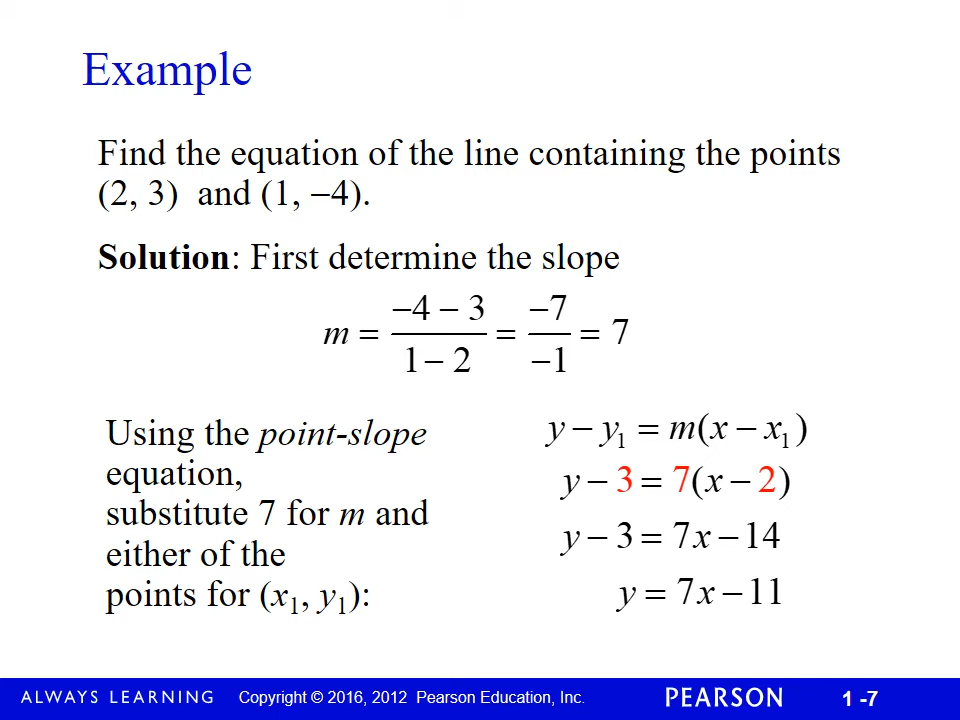 Example
Find the equation of the line containing the points
(2, 3)  and (1, −4).
Solution: First determine the slope
m = (−4 − 3)/(1 − 2) = −7/−1 = 7
Using the point-slope
equation,
substitute 7 for m and
either of the
points for (x₁, y₁):
y − y₁ = m(x − x₁)
y − 3 = 7(x − 2)
y − 3 = 7x − 14
y = 7x − 11
ALWAYS LEARNING Copyright © 2016, 2012 Pearson Education, Inc. PEARSON 1 -7